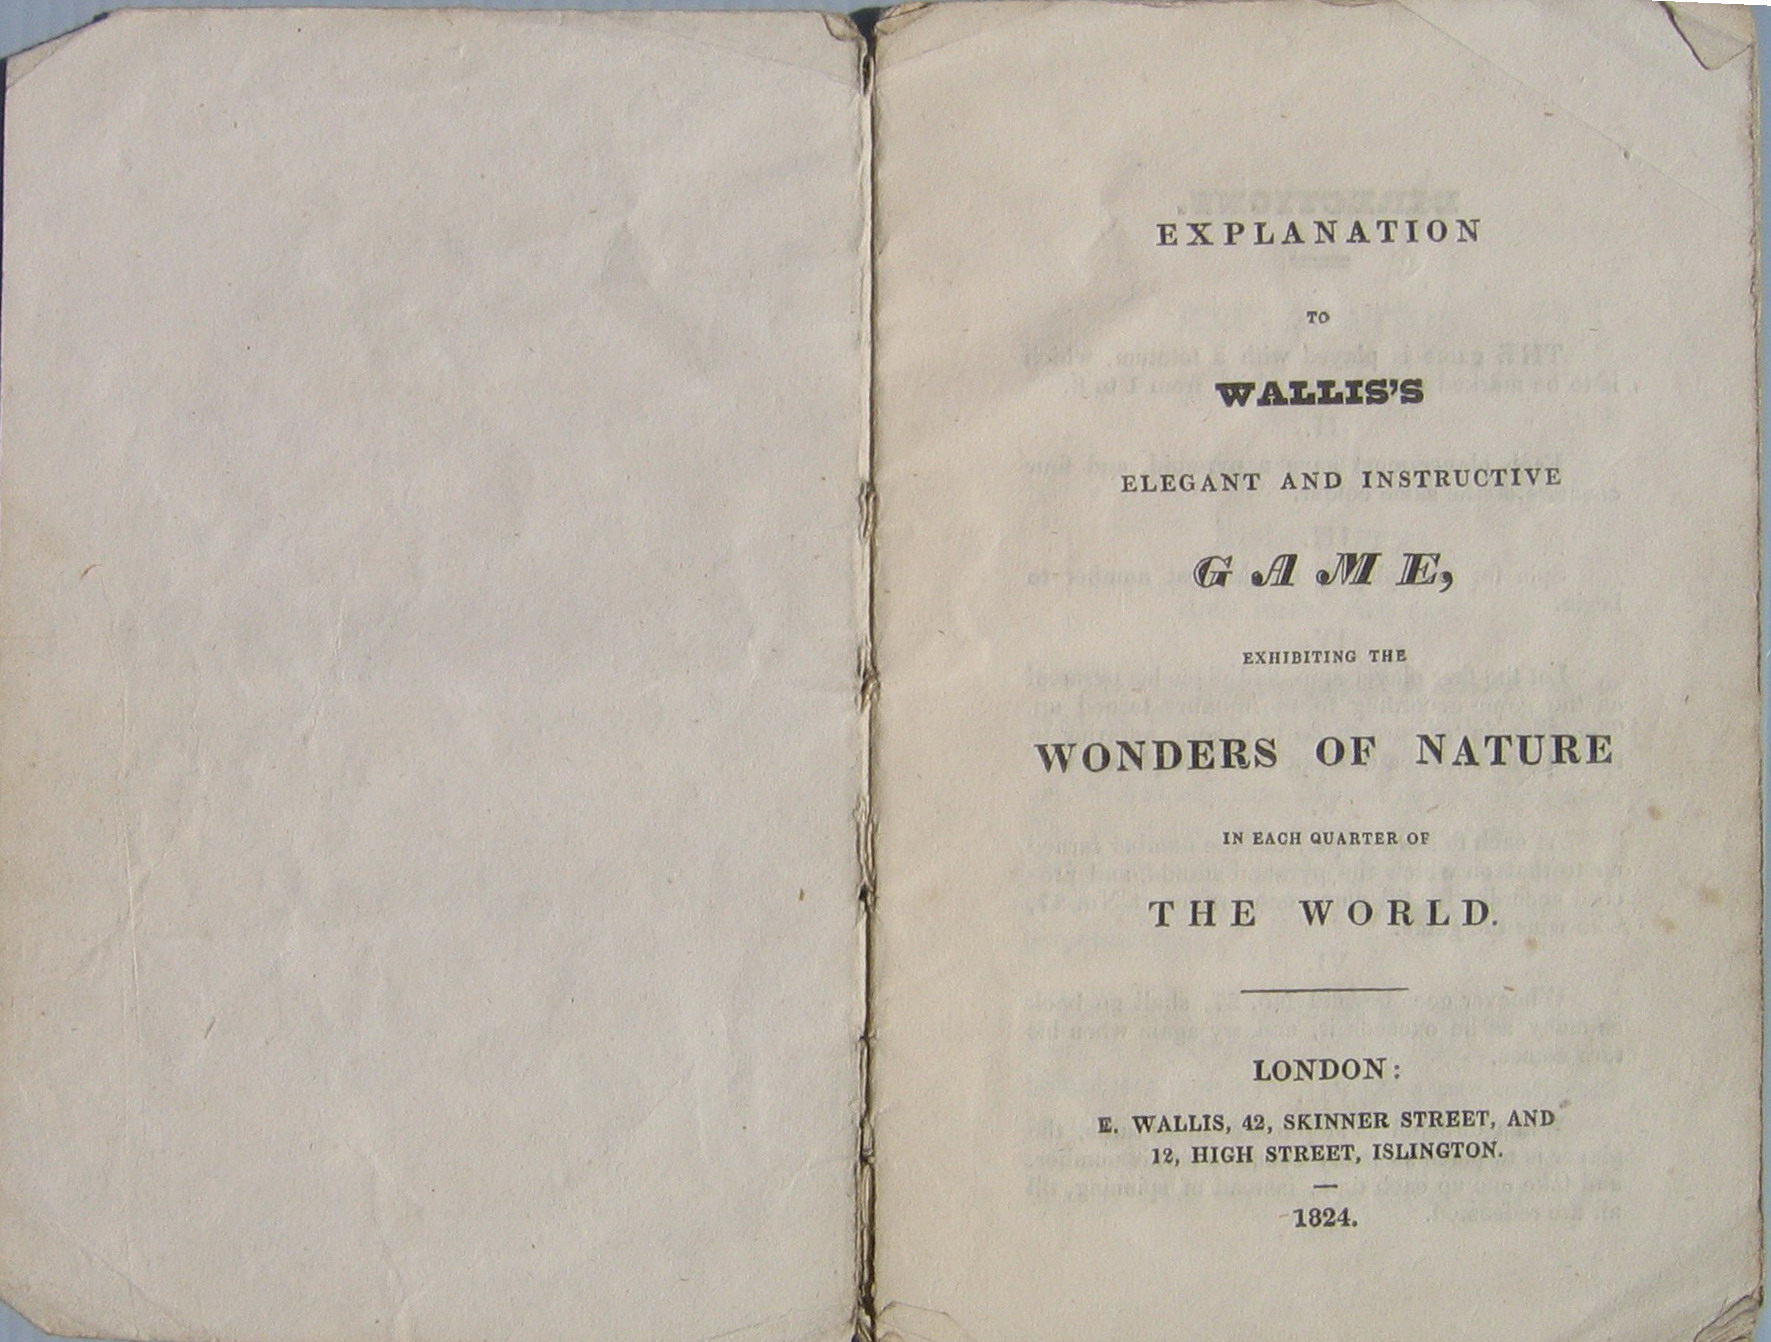 EXPLANATION
TO
WALLIS'S
ELEGANT AND INSTRUCTIVE
GAME,
EXHIBITING THE
WONDERS OF NATURE
IN EACH QUARTER OF
THE WORLD.
LONDON:
E. WALLIS, 42, SKINNER STREET, AND
12, HIGH STREET, ISLINGTON.
1824.